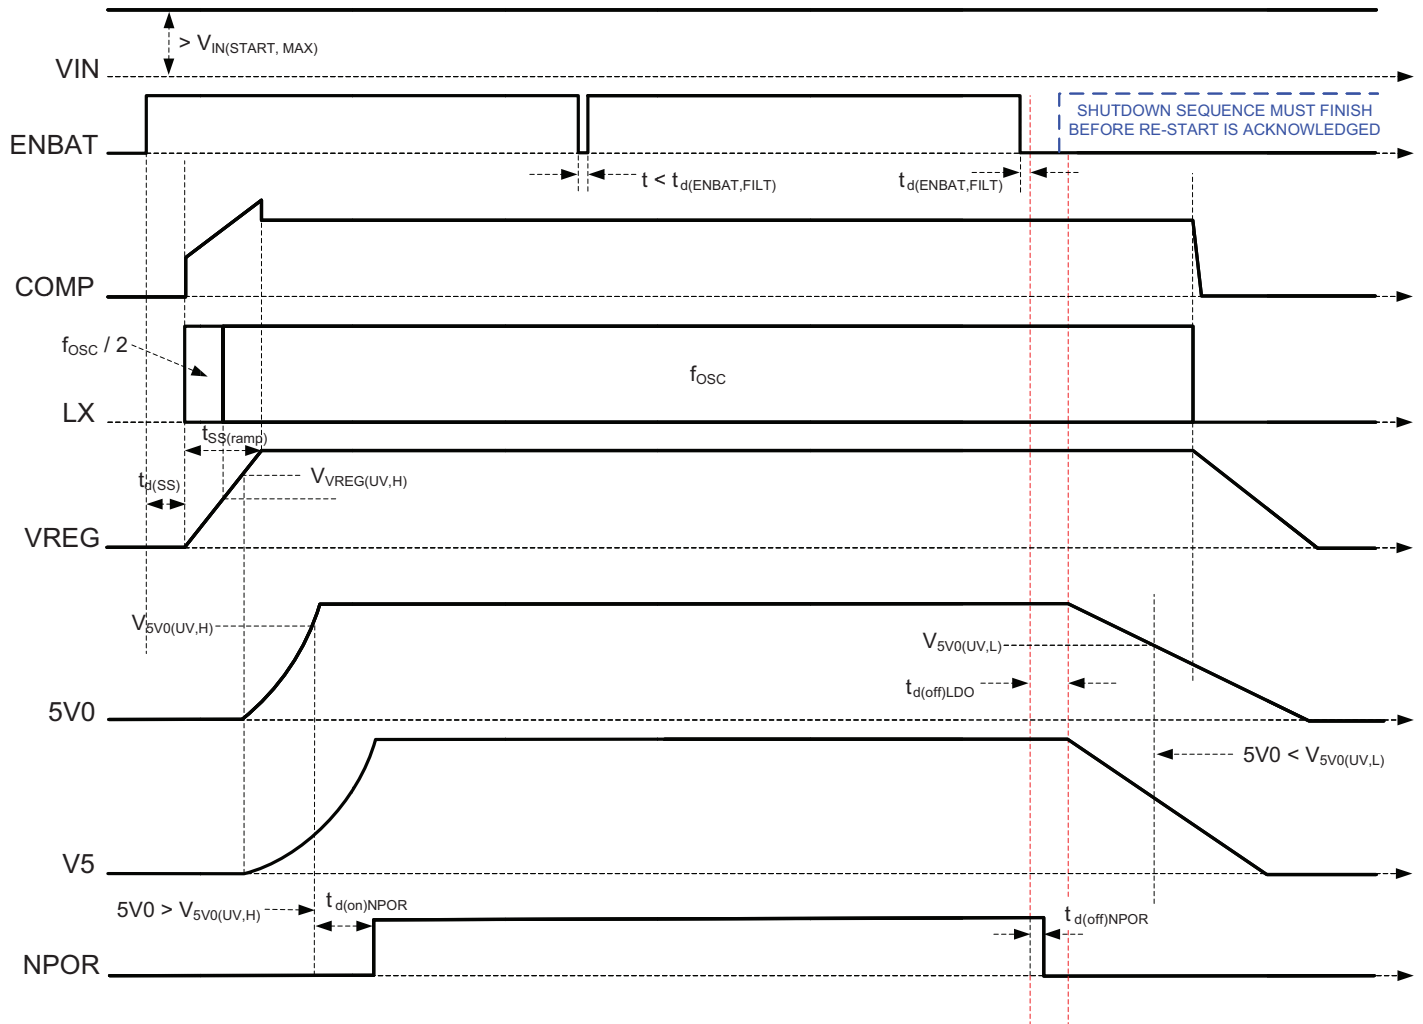 > VIN(START, MAX)
VIN
SHUTDOWN SEQUENCE MUST FINISH
BEFORE RE-START IS ACKNOWLEDGED
ENBAT
t < td(ENBAT,FILT)
td(ENBAT,FILT)
COMP
fOSC / 2
fOSC
LX
tSS(ramp)
td(SS)
VVREG(UV,H)
VREG
V5V0(UV,H)
V5V0(UV,L)
td(off)LDO
5V0
5V0 < V5V0(UV,L)
V5
5V0 > V5V0(UV,H)
td(on)NPOR
td(off)NPOR
NPOR